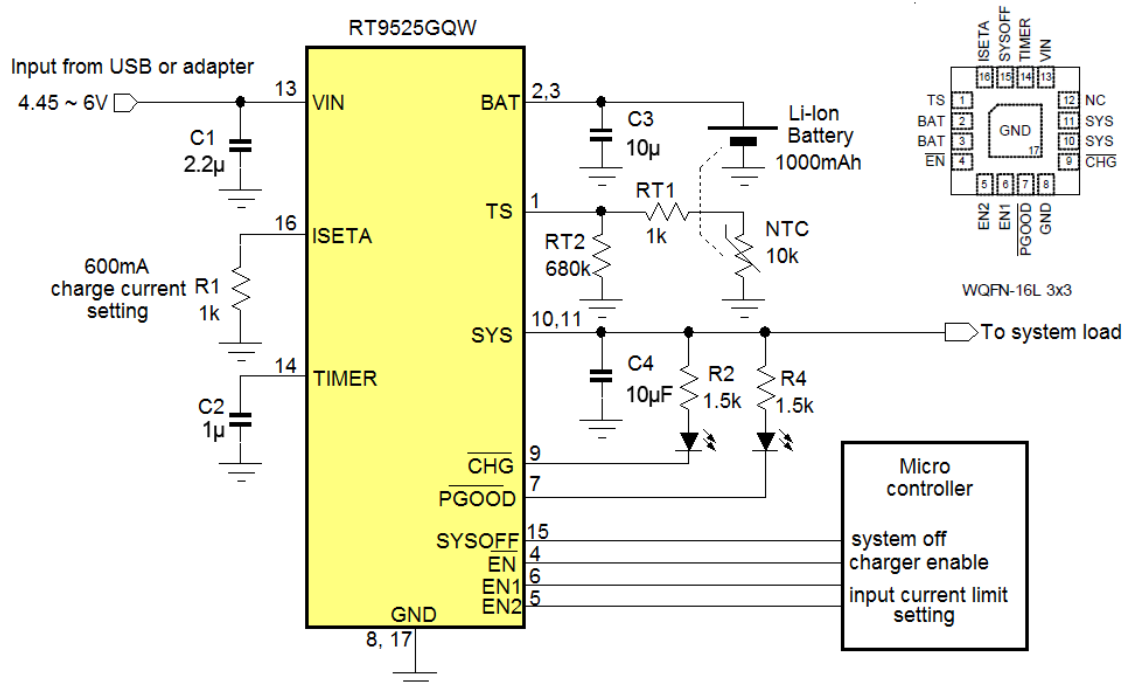 RT9525GQW
Input from USB or adapter
4.45 ~ 6V
13
VIN
C1
2.2µ
16
ISETA
600mA
charge current
setting
R1
1k
14
TIMER
C2
1µ
BAT
2,3
C3
10µ
Li-Ion
Battery
1000mAh
TS
1
RT1
1k
RT2
680k
NTC
10k
SYS
10,11
To system load
C4
10µF
R2
1.5k
R4
1.5k
CHG
9
PGOOD
7
SYSOFF
15
EN
4
EN1
6
EN2
5
GND
8, 17
Micro
controller
system off
charger enable
input current limit
setting
ISETA
SYSOFF
TIMER
VIN
16 15 14 13
TS 1
BAT 2
BAT 3
EN 4
GND
17
12 NC
11 SYS
10 SYS
9 CHG
5 6 7 8
EN2
EN1
PGOOD
GND
WQFN-16L 3x3